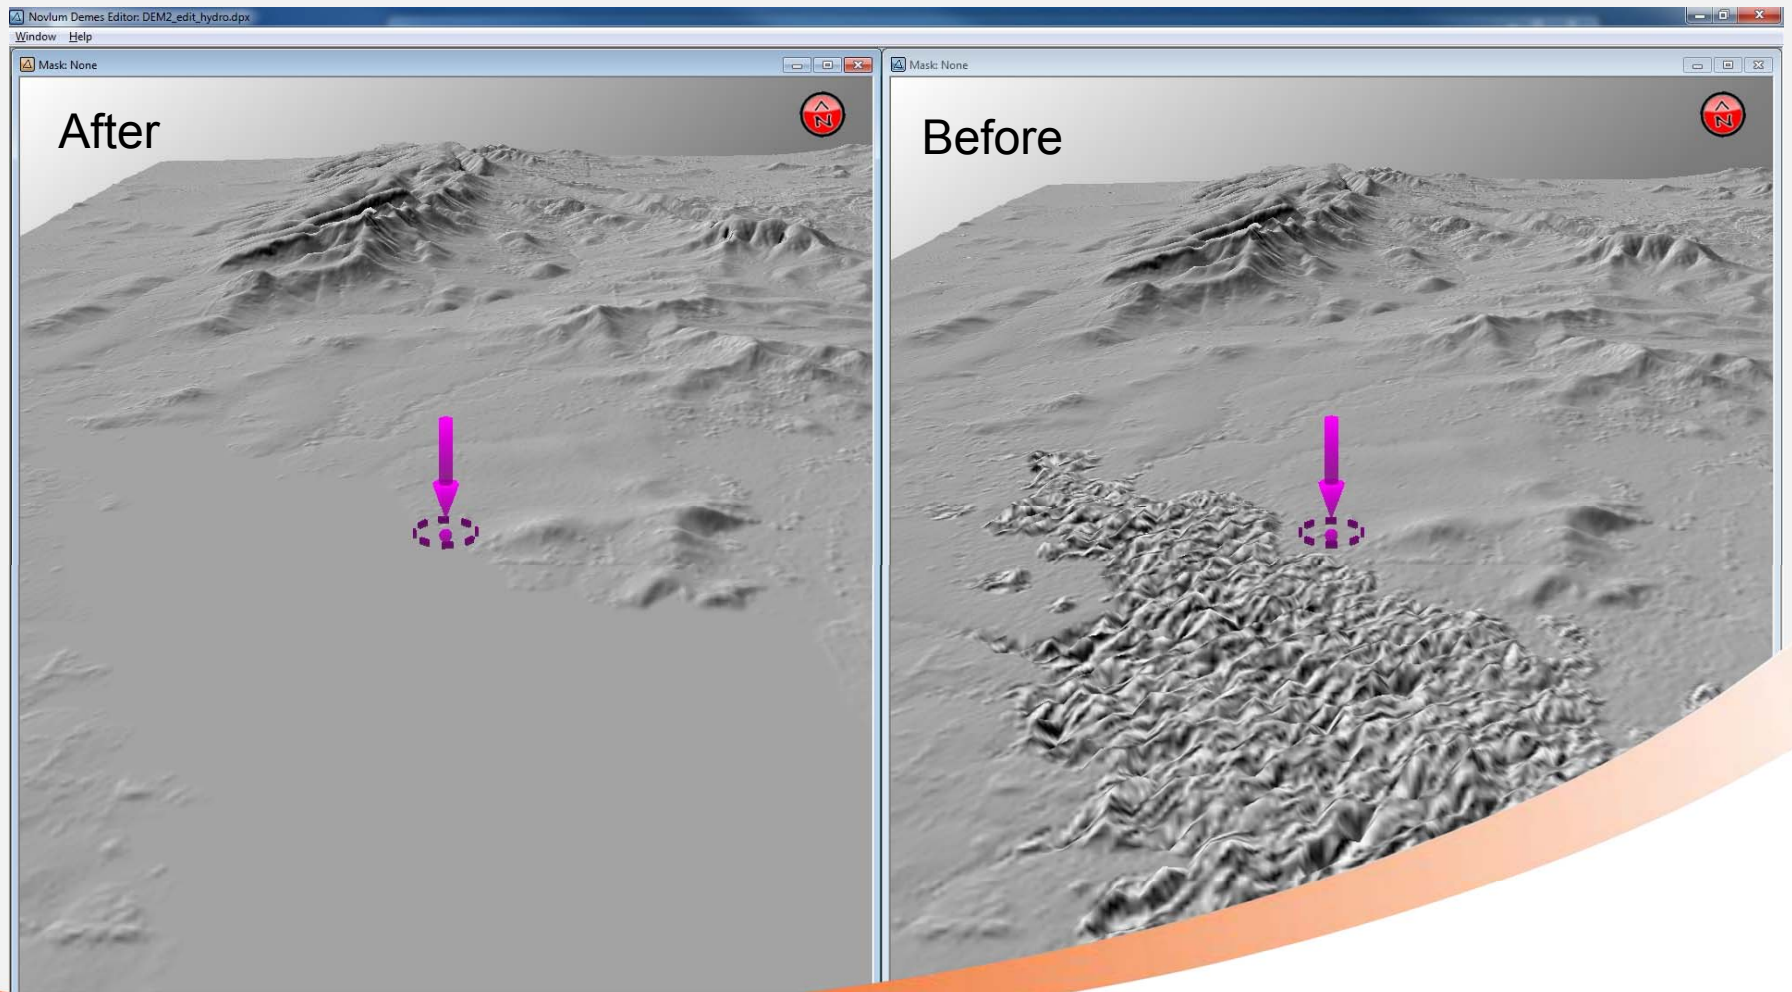 Novlum Demes Editor: DEM2_edit_hydro.dpx
Window Help
Mask: None
Mask: None
After
N
Before
N